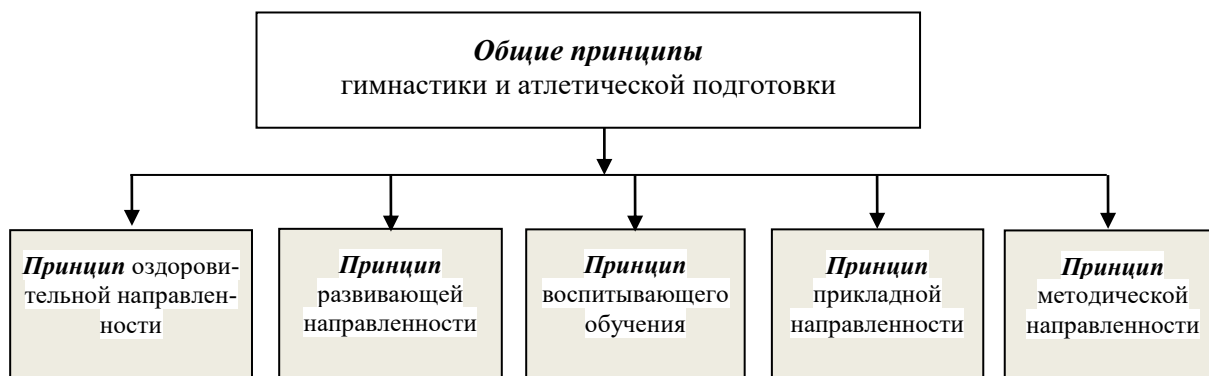 Общие принципы
гимнастики и атлетической подготовки
Принцип оздорови-
тельной направлен-
ности
Принцип
развивающей
направленности
Принцип
воспитывающего
обучения
Принцип
прикладной
направленности
Принцип
методической
направленности